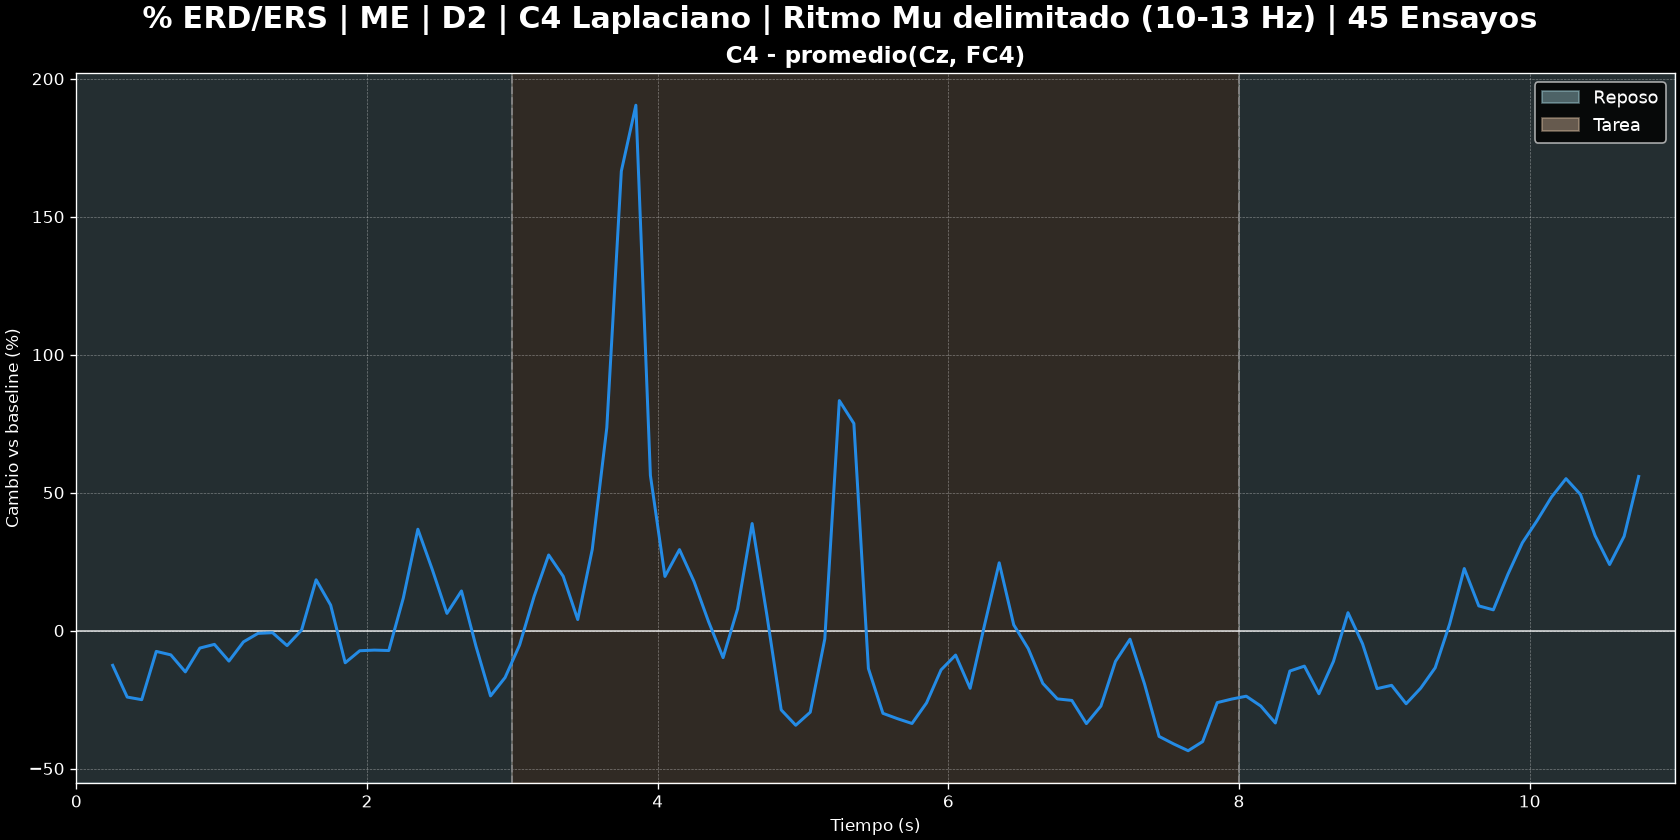 % ERD/ERS | ME | D2 | C4 Laplaciano | Ritmo Mu delimitado (10-13 Hz) | 45 Ensayos
C4 - promedio(Cz, FC4)
Reposo
Tarea
Cambio vs baseline (%)
200
150
100
50
0
−50
0
2
4
6
8
10
Tiempo (s)